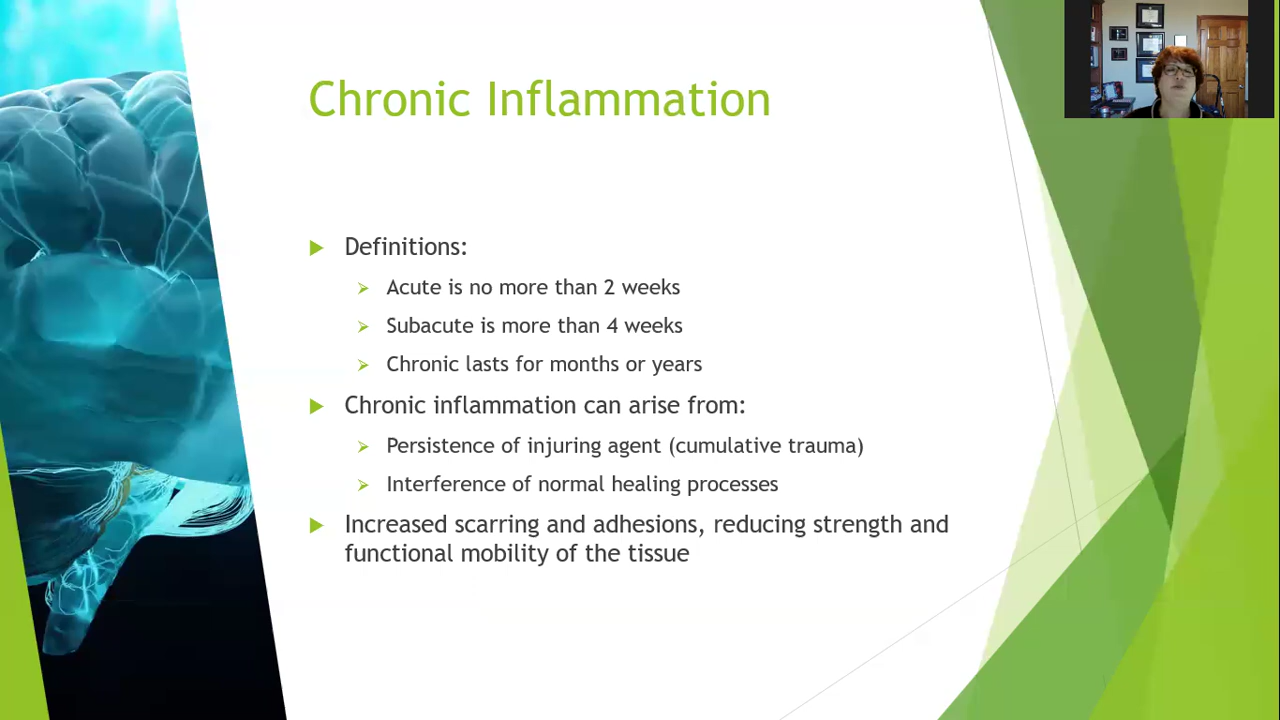 Chronic Inflammation
Definitions:
Acute is no more than 2 weeks
Subacute is more than 4 weeks
Chronic lasts for months or years
Chronic inflammation can arise from:
Persistence of injuring agent (cumulative trauma)
Interference of normal healing processes
Increased scarring and adhesions, reducing strength and
functional mobility of the tissue